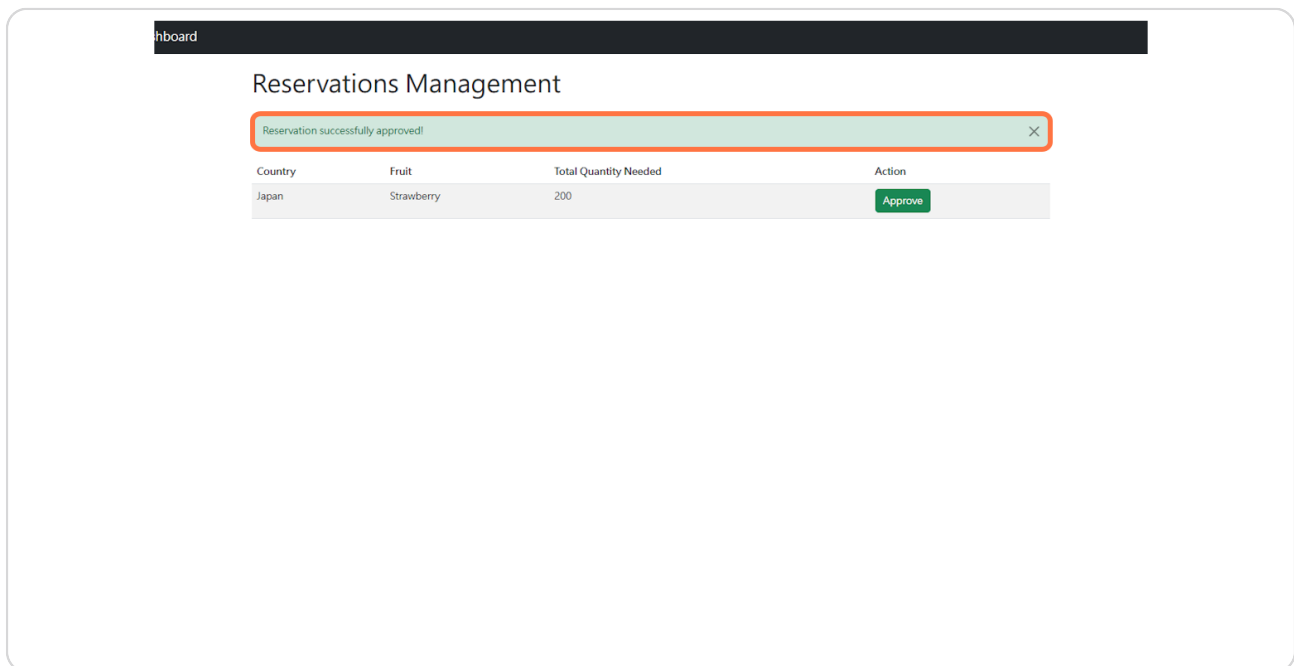 hboard
Reservations Management
Reservation successfully approved!
Country Fruit Total Quantity Needed Action
Japan Strawberry 200 Approve